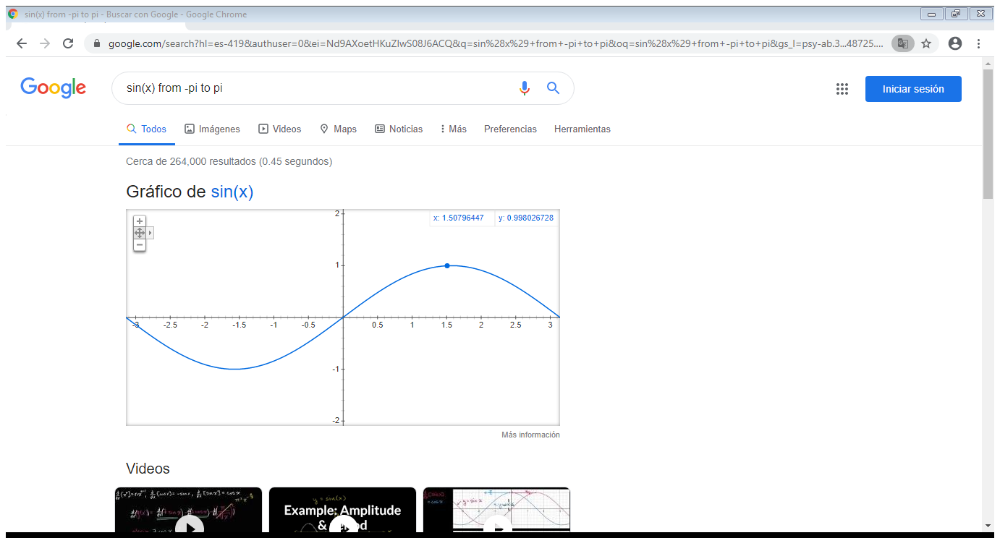 sin(x) from -pi to pi - Buscar con Google - Google Chrome
google.com/search?hl=es-419&authuser=0&ei=Nd9AXoetHKuZlwS08J6ACQ&q=sin%28x%29+from+-pi+to+pi&oq=sin%28x%29+from+-pi+to+pi&gs_l=psy-ab.3...48725....
Google
sin(x) from -pi to pi
Iniciar sesión
Todos Imágenes Videos Maps Noticias Más Preferencias Herramientas
Cerca de 264,000 resultados (0.45 segundos)
Gráfico de sin(x)
x: 1.50796447 y: 0.998026728
2
1
-3 -2.5 -2 -1.5 -1 -0.5 0.5 1 1.5 2 2.5 3
-1
-2
Más información
Videos
y = sin(x)
Example: Amplitude
&
y = sin x